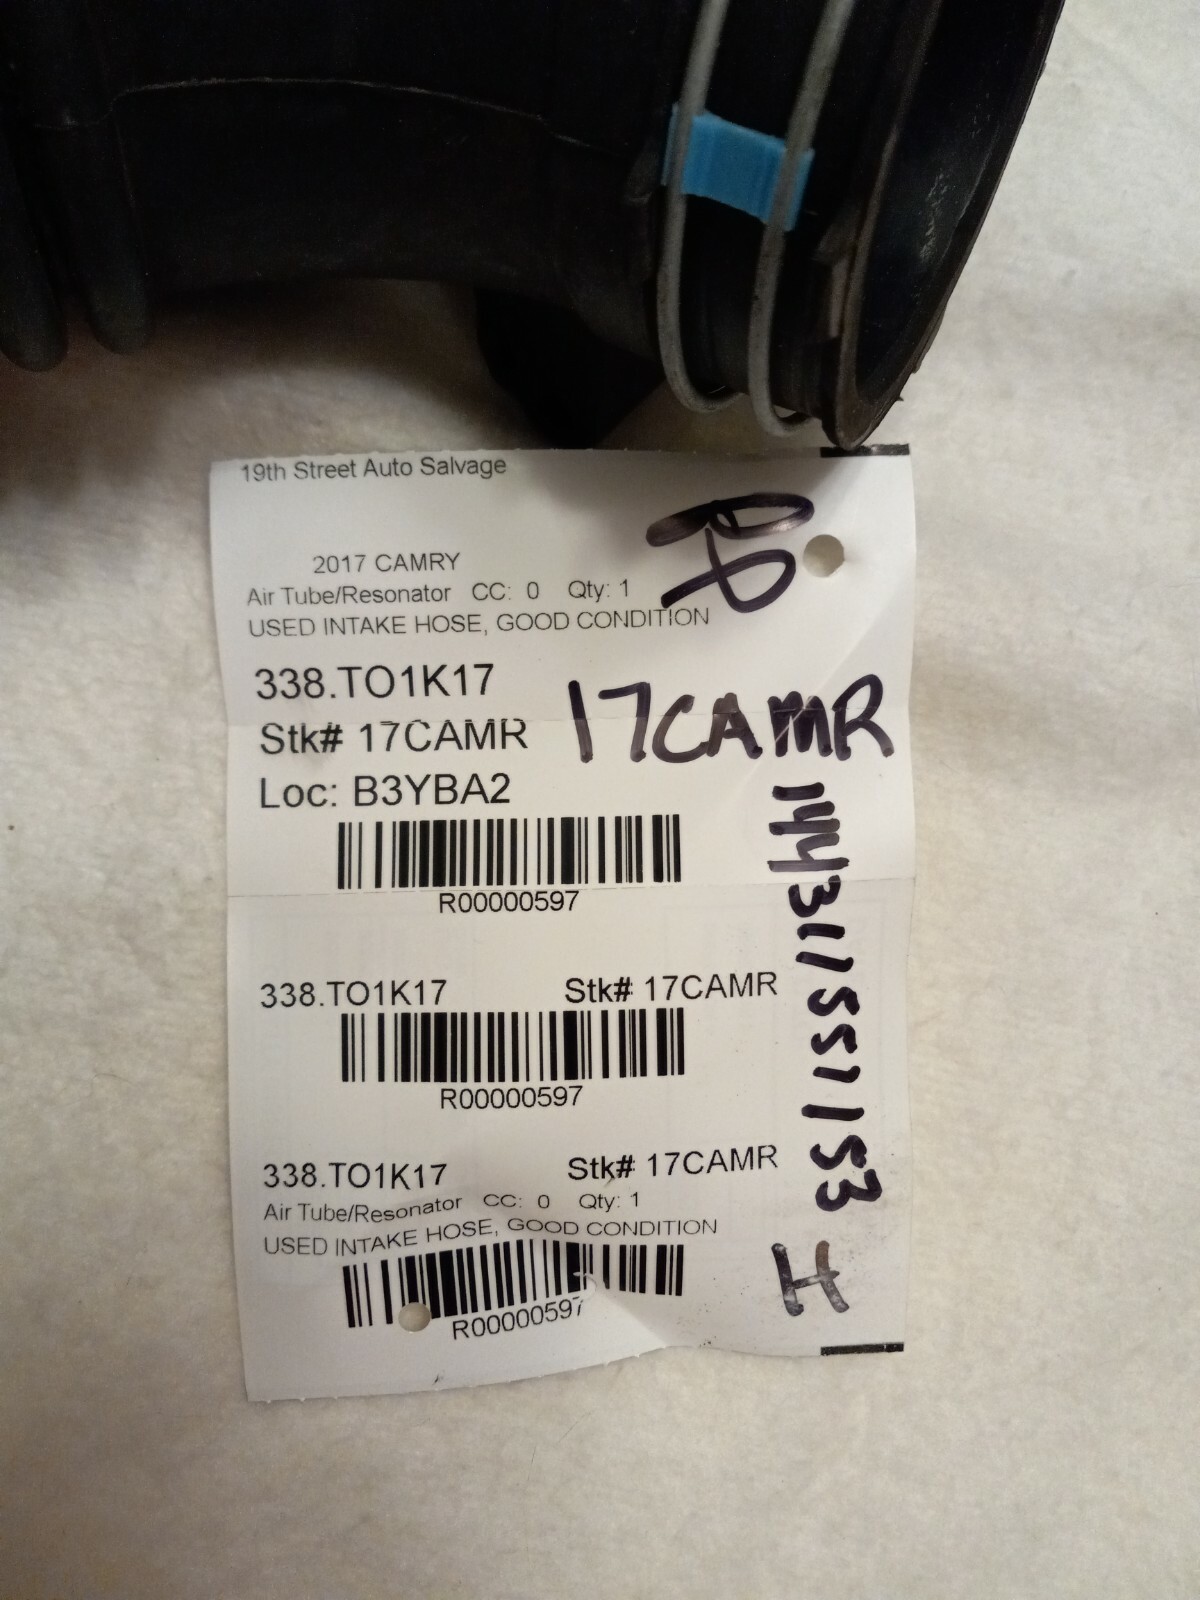 19th Street Auto Salvage
2017 CAMRY
Air Tube/Resonator CC: 0 Qty: 1
USED INTAKE HOSE, GOOD CONDITION
338.TO1K17
17CAMR
Stk# 17CAMR
Loc: B3YBA2
R00000597
144311551153
338.TO1K17 Stk# 17CAMR
R00000597
338.TO1K17 Stk# 17CAMR
Air Tube/Resonator CC: 0 Qty: 1
USED INTAKE HOSE, GOOD CONDITION
H
R00000597